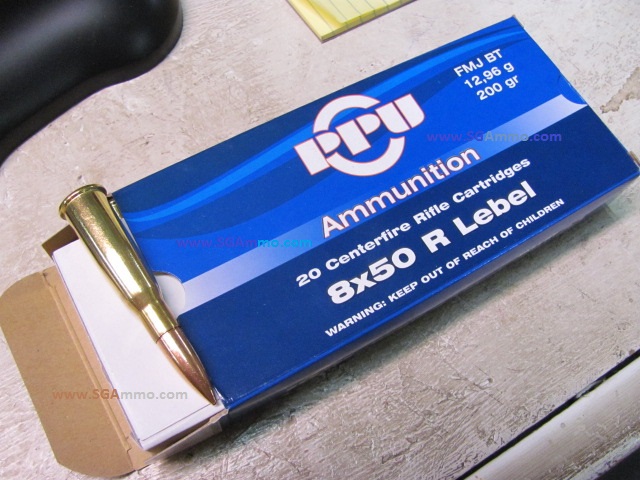 FMJ BT
12,96 g
200 gr
PPU
www.SGAmmo.com
Ammunition
www.SGAmmo.com
20 Centerfire Rifle Cartridges
8x50 R Lebel
WARNING: KEEP OUT OF REACH OF CHILDREN
www.SGAmmo.com